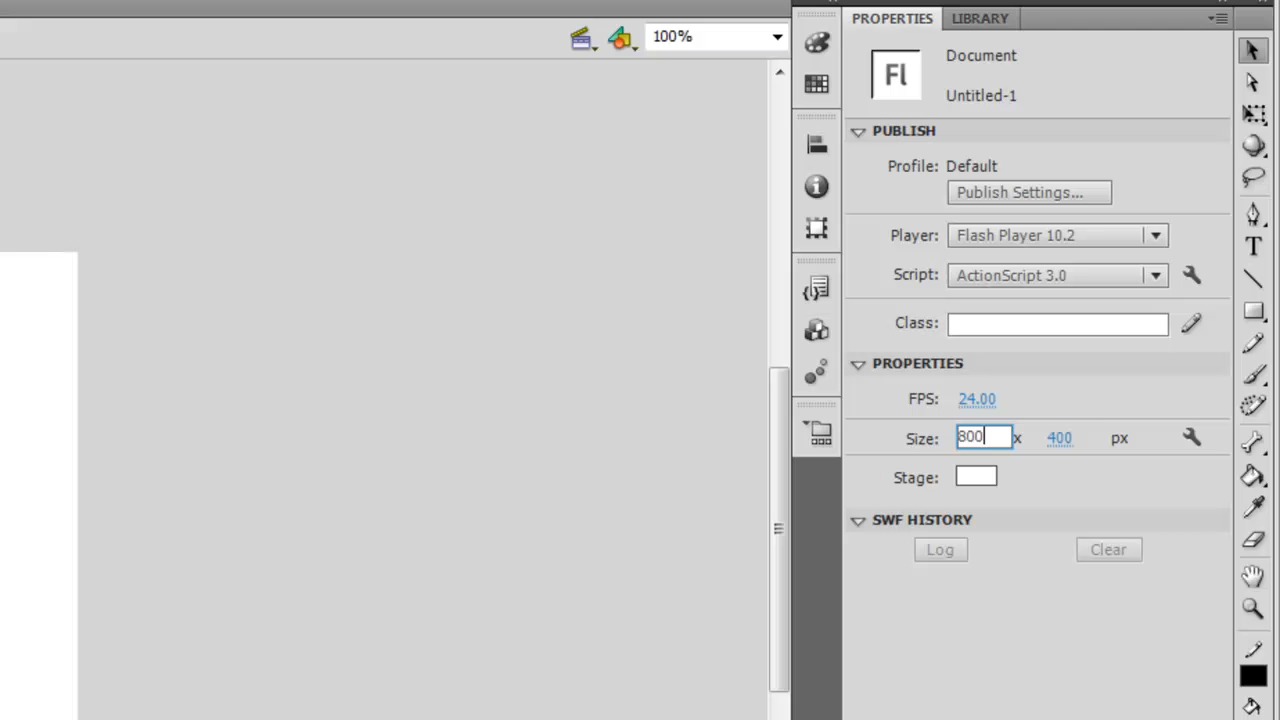 100%
PROPERTIES LIBRARY
Fl
Document
Untitled-1
PUBLISH
Profile: Default
Publish Settings...
Player: Flash Player 10.2
Script: ActionScript 3.0
Class:
PROPERTIES
FPS: 24.00
Size: 800 x 400 px
Stage:
SWF HISTORY
Log Clear
T